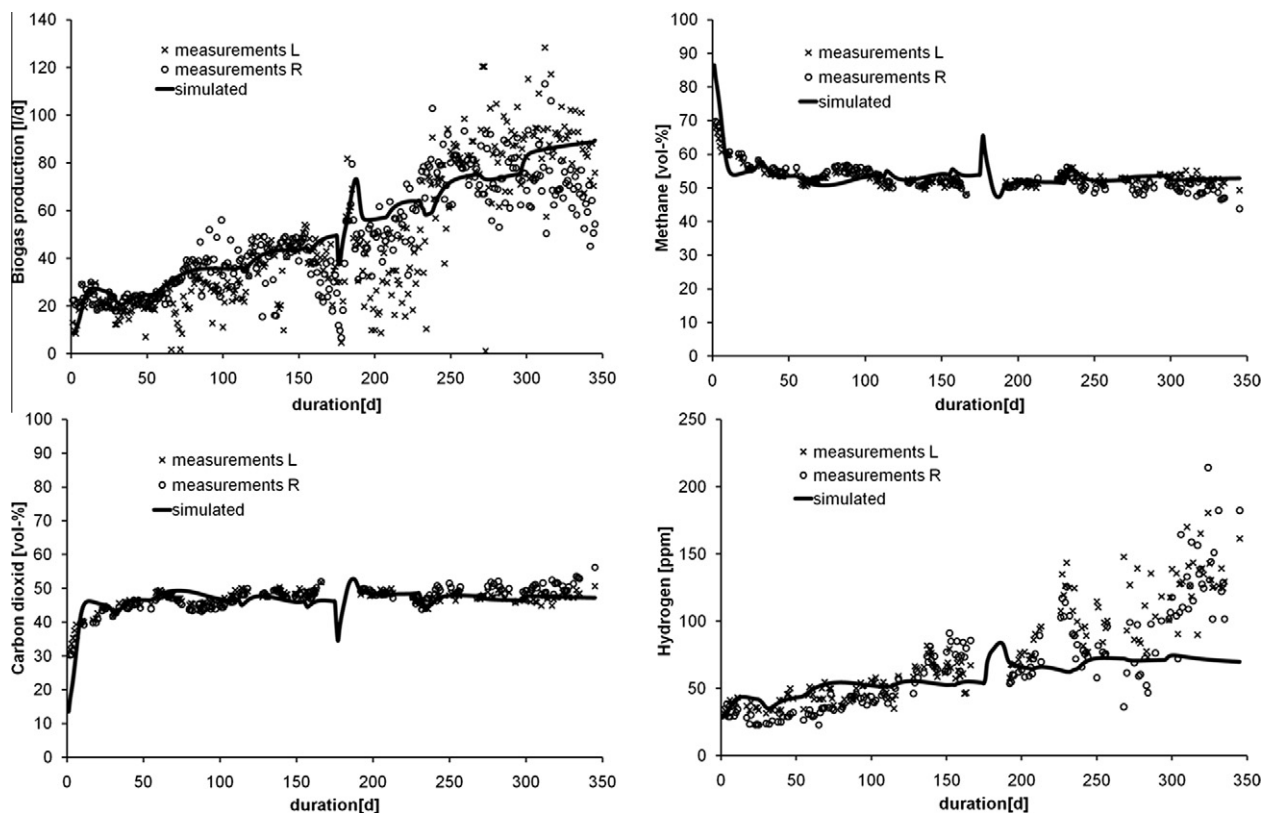 140
120
100
80
60
40
20
0
Biogas production [l/d]
measurements L
measurements R
simulated
0 50 100 150 200 250 300 350
duration[d]
100
90
80
70
60
50
40
30
20
10
0
Methane [vol-%]
measurements L
measurements R
simulated
0 50 100 150 200 250 300 350
duration[d]
100
90
80
70
60
50
40
30
20
10
0
Carbon dioxid [vol-%]
measurements L
measurements R
simulated
0 50 100 150 200 250 300 350
duration[d]
250
200
150
100
50
0
Hydrogen [ppm]
measurements L
measurements R
simulated
0 50 100 150 200 250 300 350
duration[d]